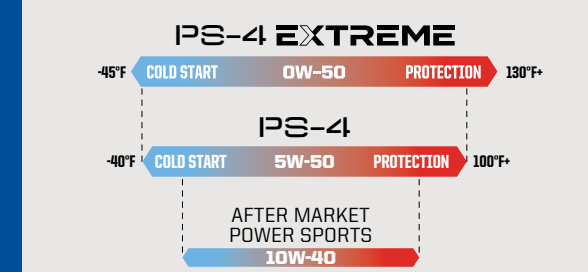 PS-4 EXTREME
-45°F COLD START 0W-50 PROTECTION 130°F+
PS-4
-40°F COLD START 5W-50 PROTECTION 100°F+
AFTER MARKET
POWER SPORTS
10W-40